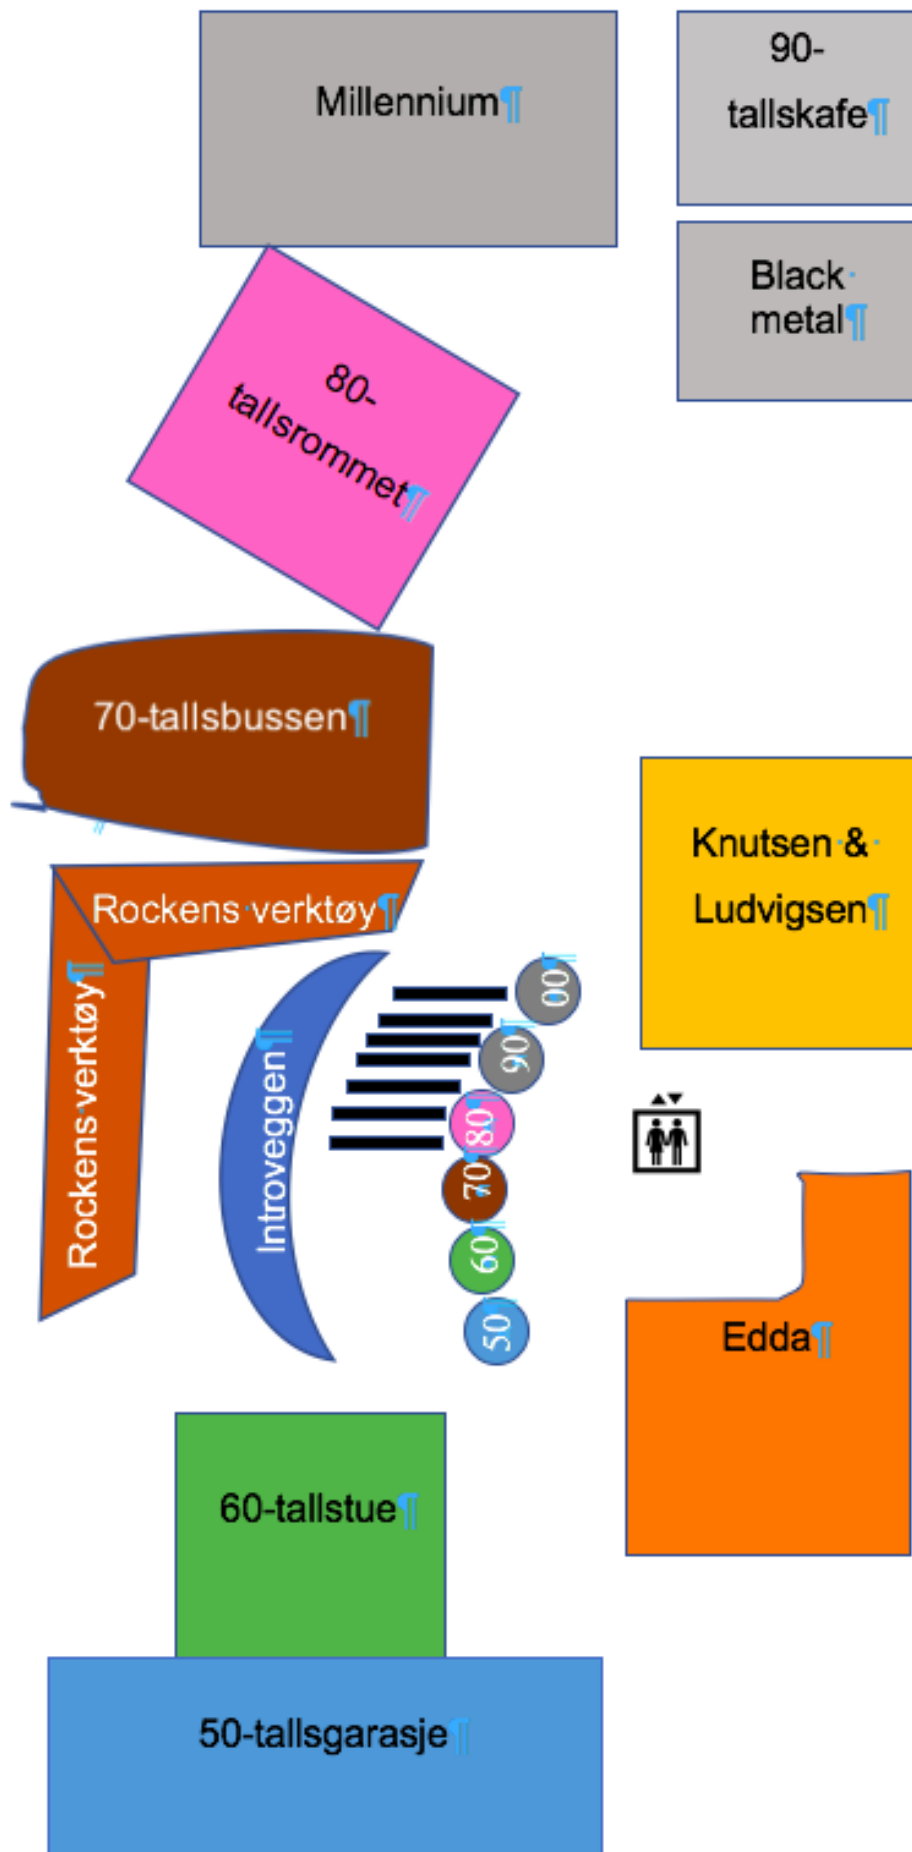 Millennium¶
90-
tallskafe¶
Black·
metal¶
80-
tallsrommet¶
70-tallsbussen¶
Knutsen·&·
Ludvigsen¶
Rockens·verktøy¶
Rockens·verktøy¶
Introveggen¶
00¶
90¶
80¶
70¶
60¶
50¶
Edda¶
60-tallstue¶
50-tallsgarasje¶